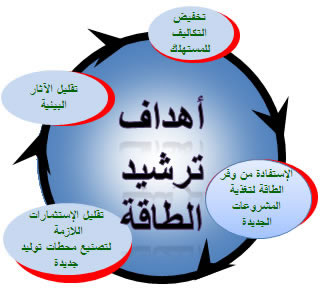 أهداف
ترشيد
الطاقة
تخفيض
التكاليف
للمستهلك
الإستفادة من وفر
الطاقة لتغذية
المشروعات
الجديدة
تقليل الإستثمارات
اللازمة
لتصنيع محطات توليد
جديدة
تقليل الآثار
البيئية